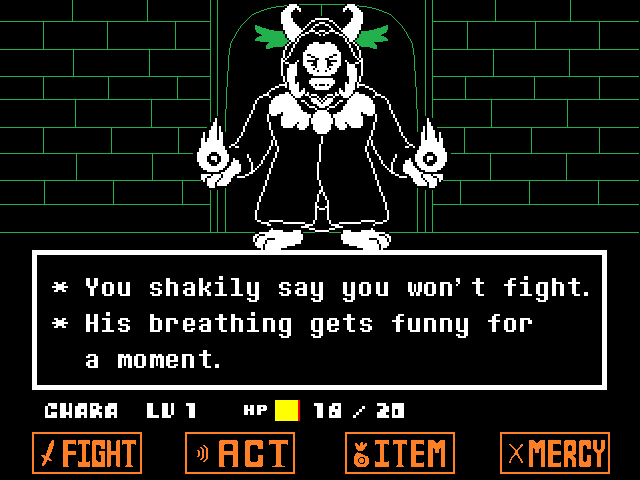 * You shakily say you won't fight.
* His breathing gets funny for
a moment.
CHARA LV 1 HP 18 / 20
FIGHT ACT ITEM MERCY